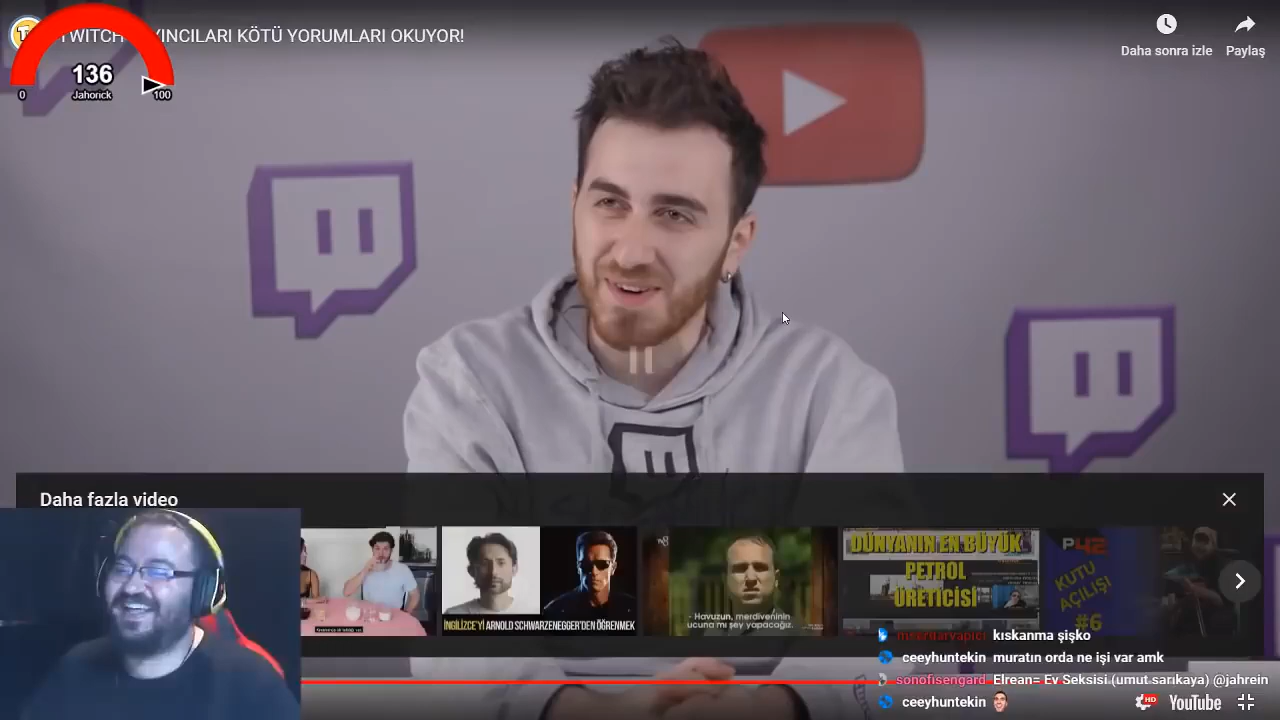 TWITCH YAYINCILARI KÖTÜ YORUMLARI OKUYOR!
Daha sonra izle
Paylaş
136
Jahorick
0
100
Daha fazla video
İNGİLİZCE'Yİ ARNOLD SCHWARZENEGGER'DEN ÖĞRENMEK
- Havuzun, merdiveninin
ucuna mı şey yapacağız.
DÜNYANIN EN BÜYÜK
PETROL
ÜRETİCİSİ
P42
KUTU
AÇILIŞI
#6
kıskanma şişko
ceeyhuntekin muratın orda ne işi var amk
sonofisengard Elrean= Ev Seksisi (umut sarıkaya) @jahrein
ceeyhuntekin
HD
YouTube